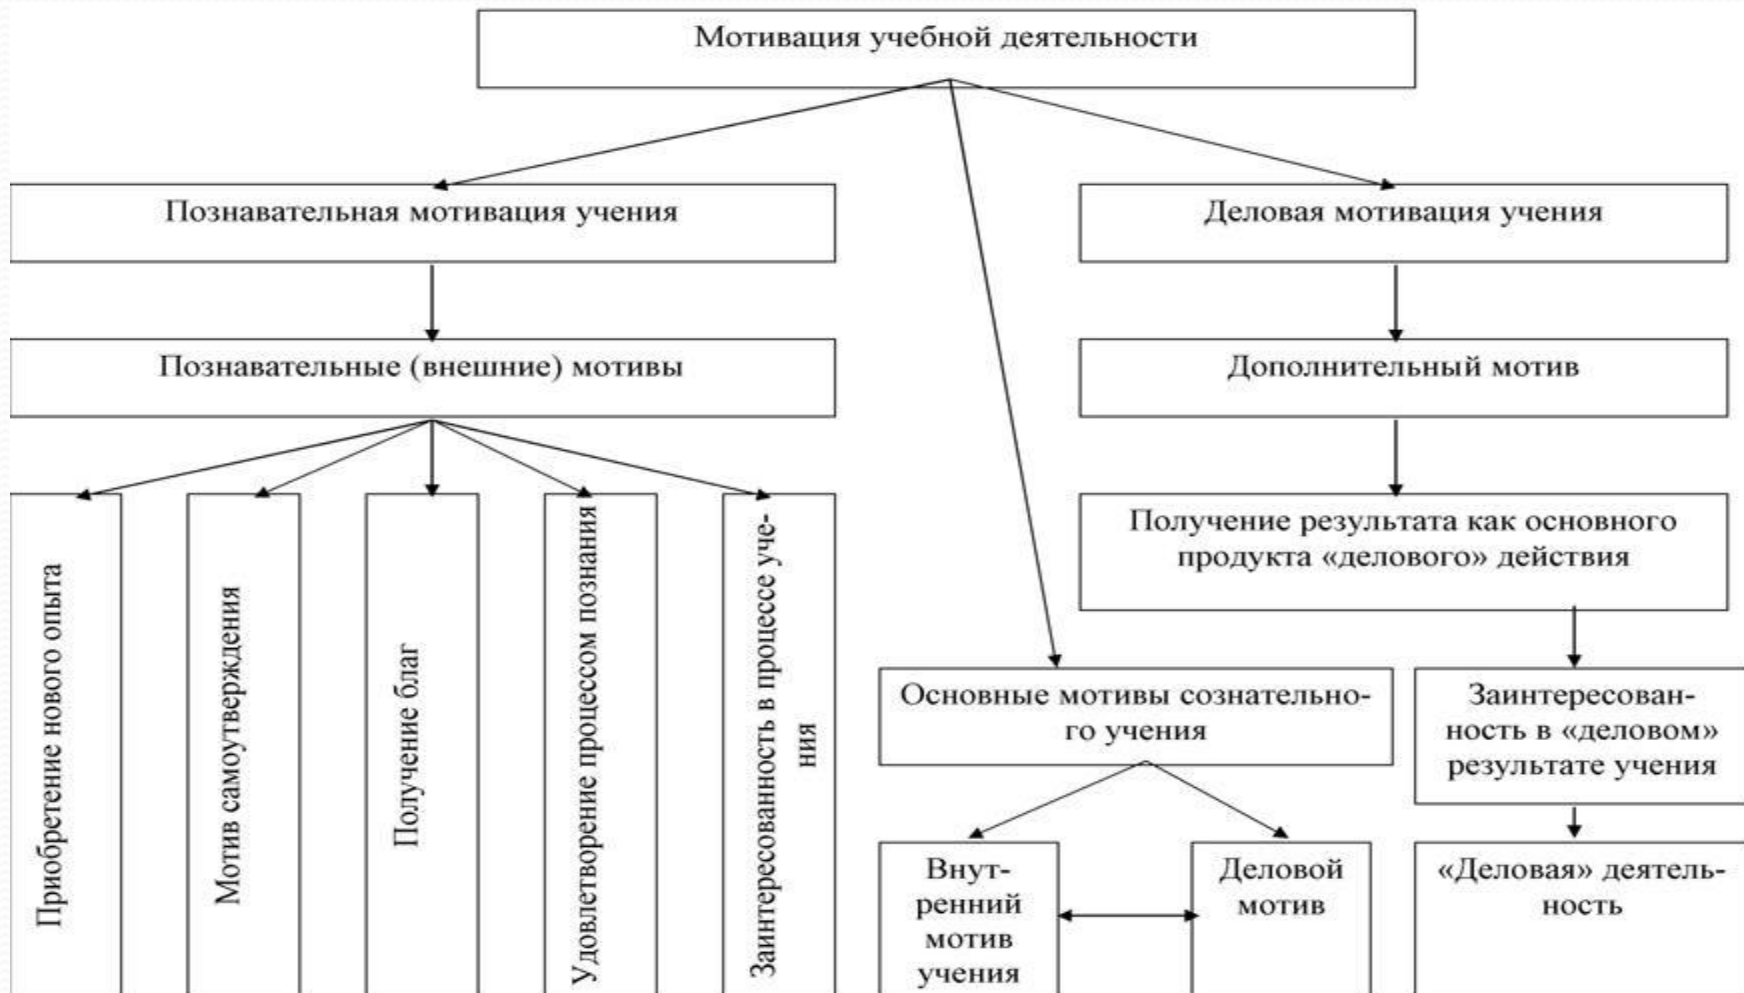 Мотивация учебной деятельности
Познавательная мотивация учения
Деловая мотивация учения
Познавательные (внешние) мотивы
Дополнительный мотив
Приобретение нового опыта
Мотив самоутверждения
Получение благ
Удовлетворение процессом познания
Заинтересованность в процессе уче-
ния
Получение результата как основного
продукта «делового» действия
Основные мотивы сознательно-
го учения
Заинтересован-
ность в «деловом»
результате учения
Внут-
ренний
мотив
учения
Деловой
мотив
«Деловая» деятель-
ность